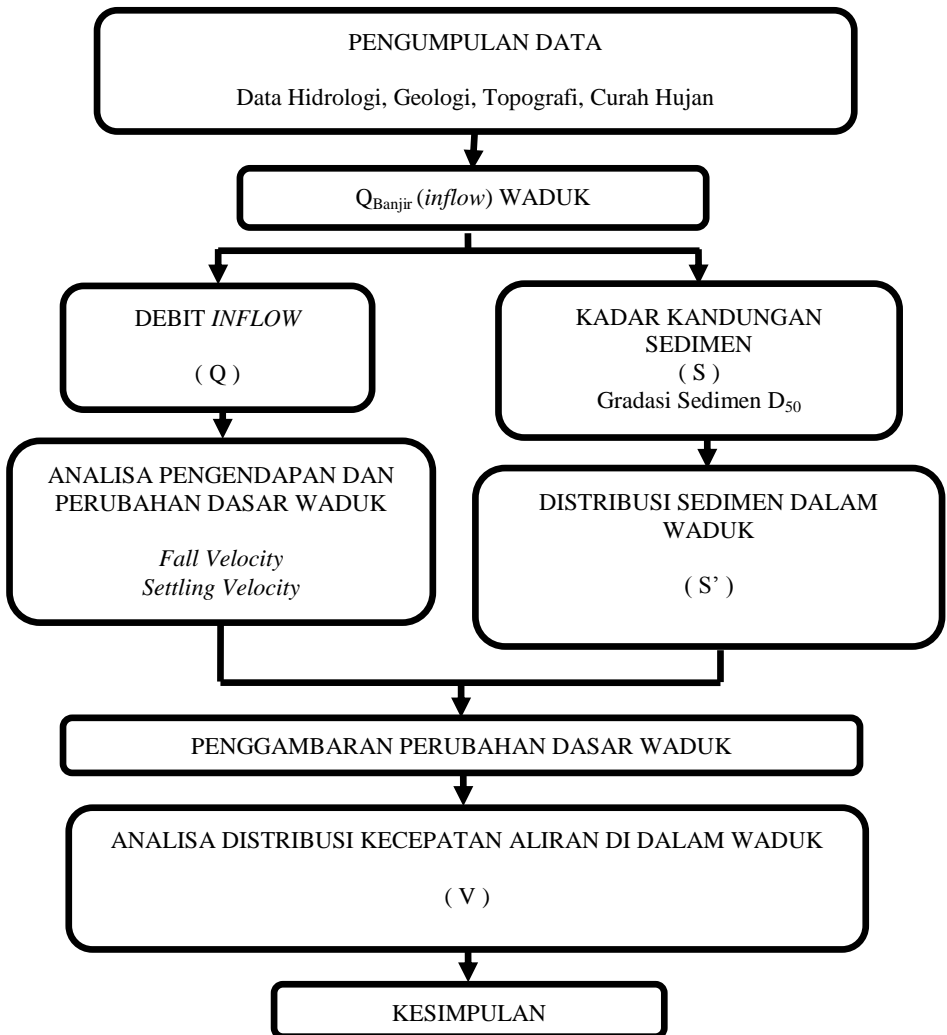 PENGUMPULAN DATA
Data Hidrologi, Geologi, Topografi, Curah Hujan
Q_Banjir (inflow) WADUK
DEBIT INFLOW
( Q )
KADAR KANDUNGAN
SEDIMEN
( S )
Gradasi Sedimen D₅₀
ANALISA PENGENDAPAN DAN
PERUBAHAN DASAR WADUK
Fall Velocity
Settling Velocity
DISTRIBUSI SEDIMEN DALAM
WADUK
( S’ )
PENGGAMBARAN PERUBAHAN DASAR WADUK
ANALISA DISTRIBUSI KECEPATAN ALIRAN DI DALAM WADUK
( V )
KESIMPULAN